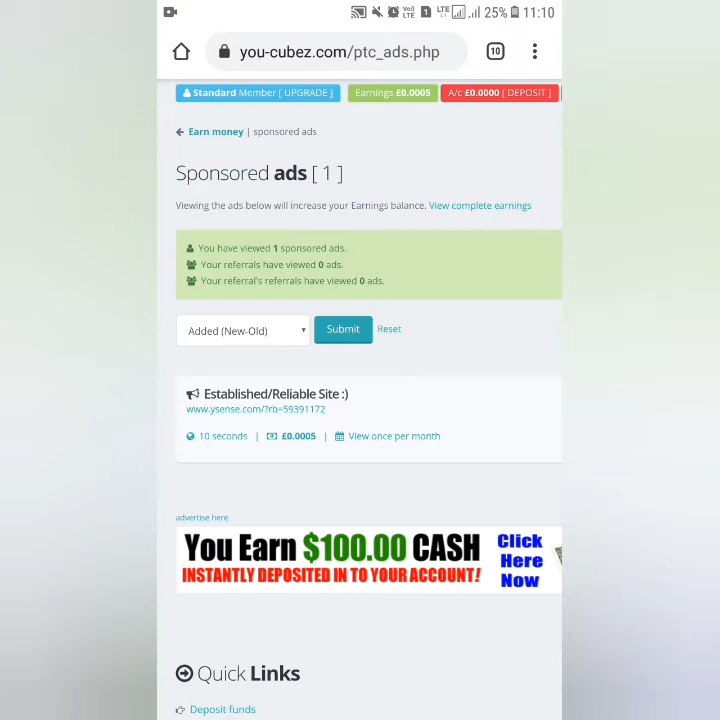 LTE 1 LTE 25% 11:10
you-cubez.com/ptc_ads.php 10
Standard Member [ UPGRADE ] Earnings £0.0005 A/c £0.0000 [ DEPOSIT ]
Earn money | sponsored ads
Sponsored ads [ 1 ]
Viewing the ads below will increase your Earnings balance. View complete earnings
You have viewed 1 sponsored ads.
Your referrals have viewed 0 ads.
Your referral's referrals have viewed 0 ads.
Added (New-Old) Submit Reset
Established/Reliable Site :)
www.ysense.com/?rb=59391172
10 seconds | £0.0005 | View once per month
advertise here
You Earn $100.00 CASH
INSTANTLY DEPOSITED IN TO YOUR ACCOUNT!
Click
Here
Now
Quick Links
Deposit funds